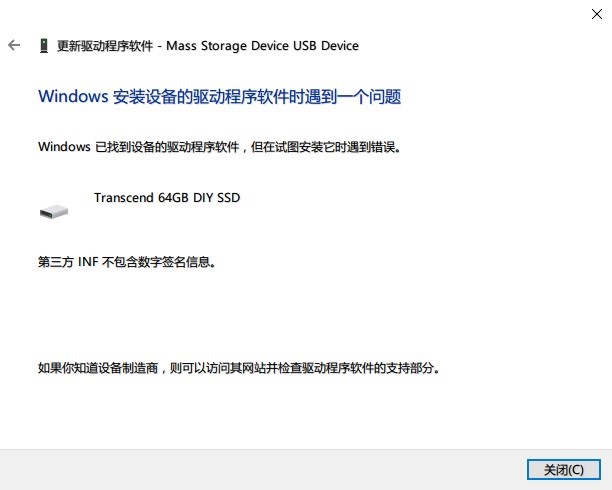 更新驱动程序软件 - Mass Storage Device USB Device
Windows 安装设备的驱动程序软件时遇到一个问题
Windows 已找到设备的驱动程序软件，但在试图安装它时遇到错误。
Transcend 64GB DIY SSD
第三方 INF 不包含数字签名信息。
如果你知道设备制造商，则可以访问其网站并检查驱动程序软件的支持部分。
关闭(C)